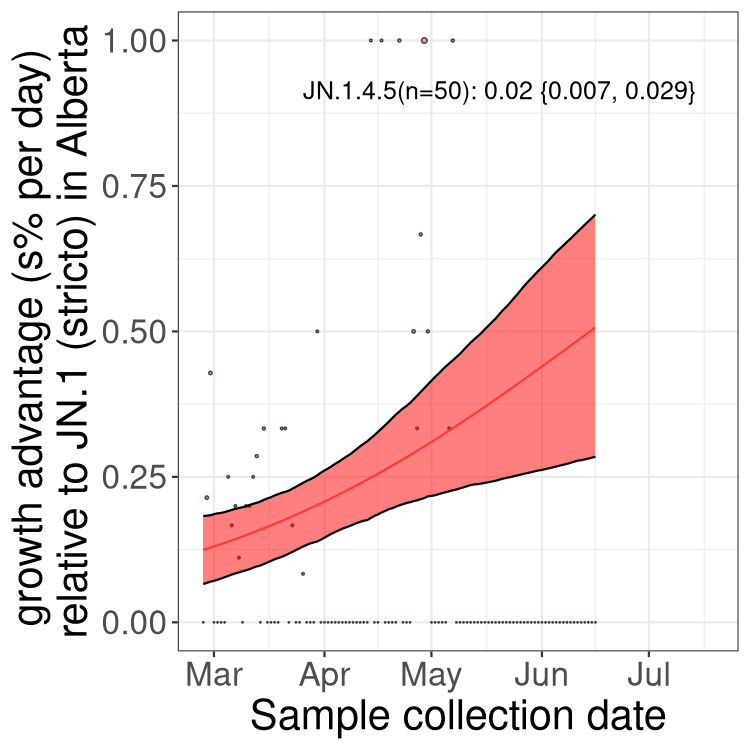 growth advantage (s% per day)
relative to JN.1 (stricto) in Alberta
1.00
0.75
0.50
0.25
0.00
JN.1.4.5(n=50): 0.02 {0.007, 0.029}
Mar Apr May Jun Jul
Sample collection date